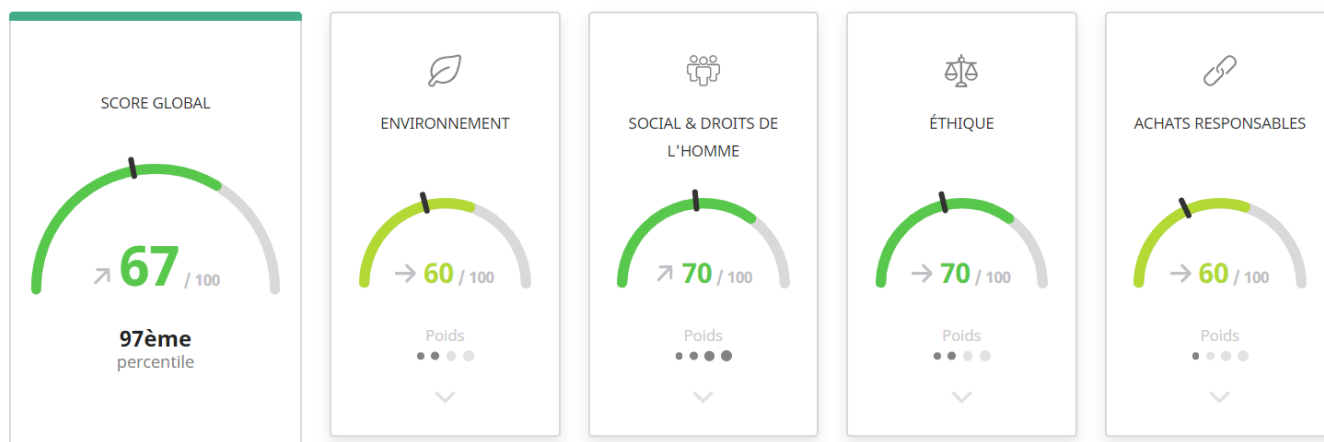 SCORE GLOBAL
67 / 100
97ème
percentile
ENVIRONNEMENT
60 / 100
Poids
SOCIAL & DROITS DE
L'HOMME
70 / 100
Poids
ÉTHIQUE
70 / 100
Poids
ACHATS RESPONSABLES
60 / 100
Poids